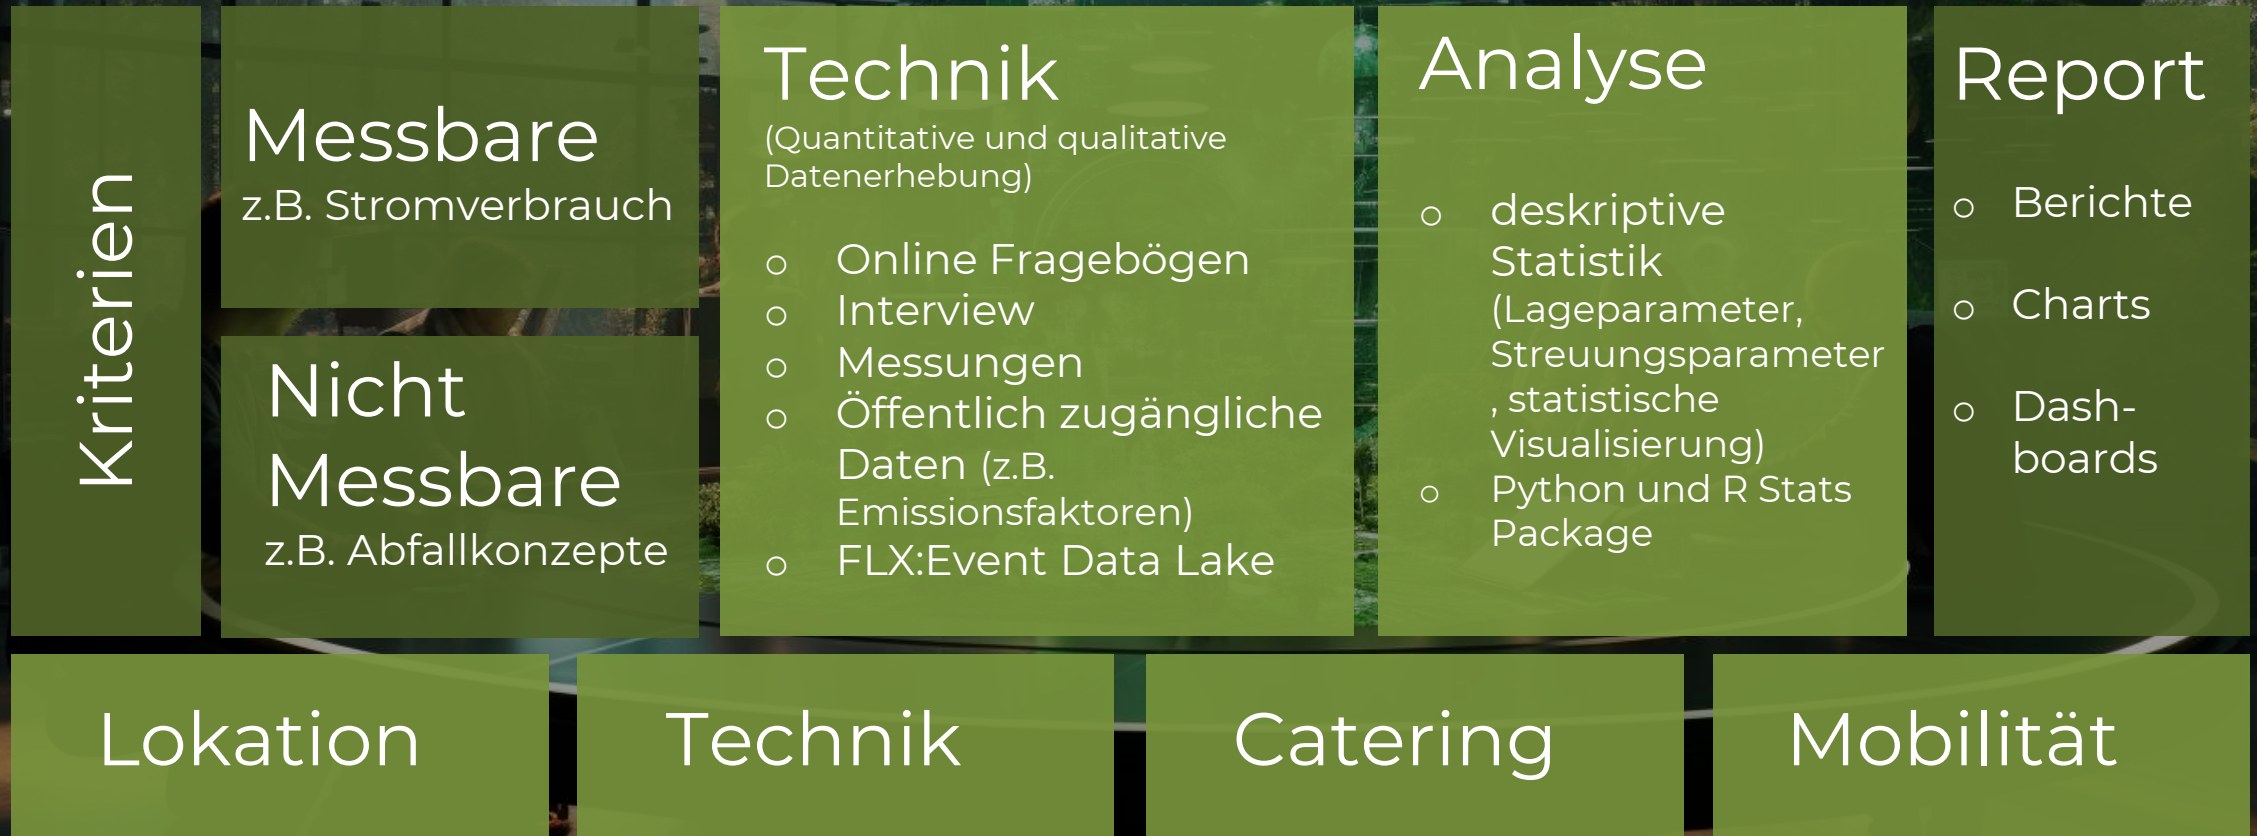 Kriterien
Messbare
z.B. Stromverbrauch
Nicht
Messbare
z.B. Abfallkonzepte
Technik
(Quantitative und qualitative
Datenerhebung)
o Online Fragebögen
o Interview
o Messungen
o Öffentlich zugängliche
Daten (z.B.
Emissionsfaktoren)
o FLX:Event Data Lake
Analyse
o deskriptive
Statistik
(Lageparameter,
Streuungsparameter
, statistische
Visualisierung)
o Python und R Stats
Package
Report
o Berichte
o Charts
o Dash-
boards
Lokation
Technik
Catering
Mobilität